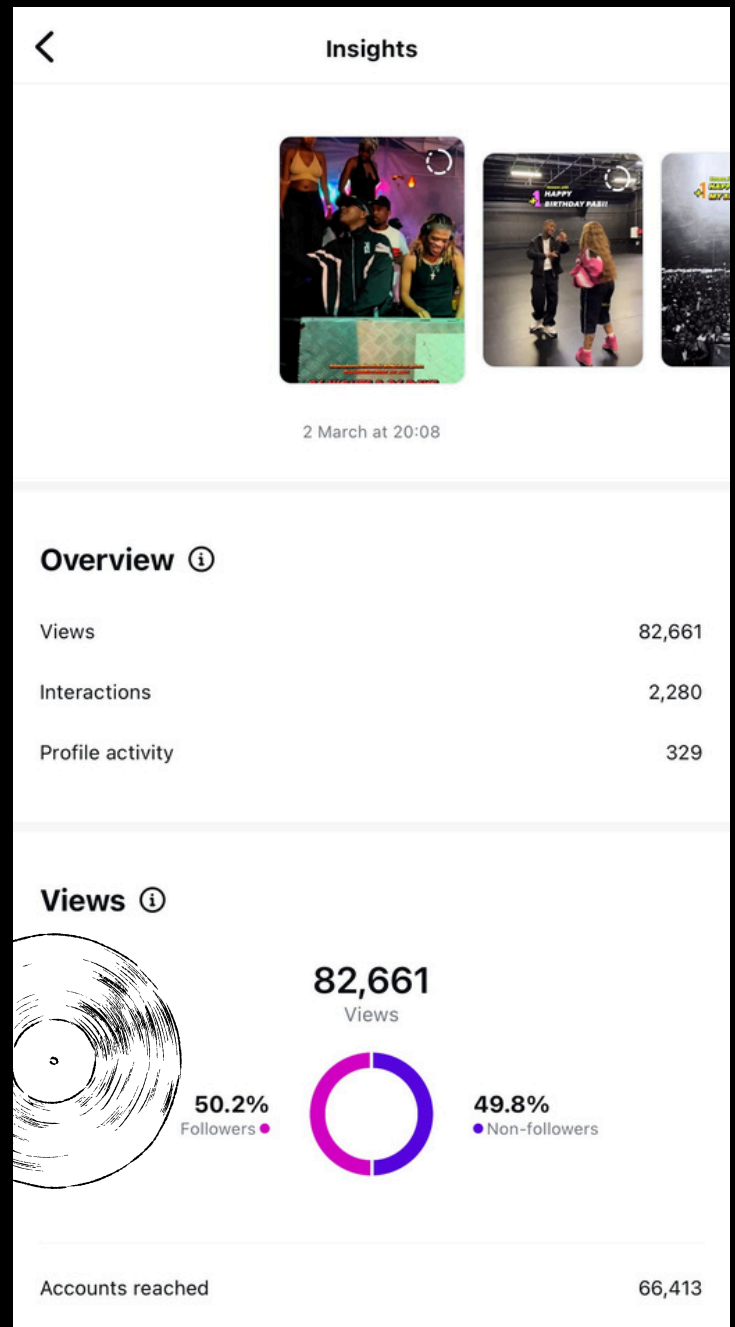 Insights
HAPPY
BIRTHDAY PABI!!
2 March at 20:08
Overview
Views 82,661
Interactions 2,280
Profile activity 329
Views
82,661
Views
50.2% 49.8%
Followers Non-followers
Accounts reached 66,413